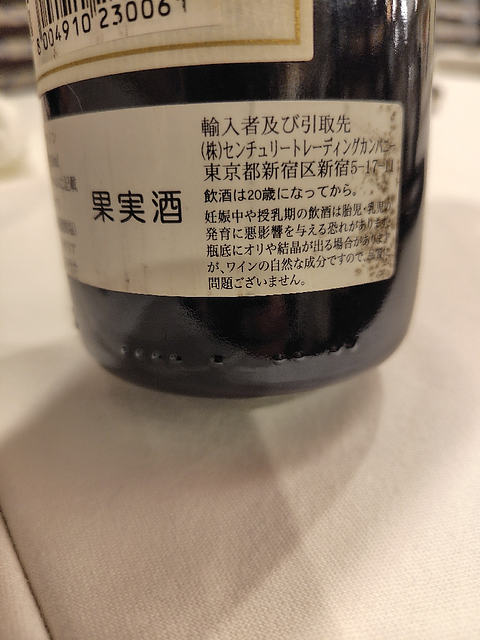 8 004910 230061
果実酒
輸入者及び引取先
(株)センチュリートレーディングカンパニー
東京都新宿区新宿5-17-11
飲酒は20歳になってから。
妊娠中や授乳期の飲酒は胎児・乳児の
発育に悪影響を与える恐れがあります。
瓶底にオリや結晶が出る場合があります
が、ワインの自然な成分ですので、品質に
問題ございません。